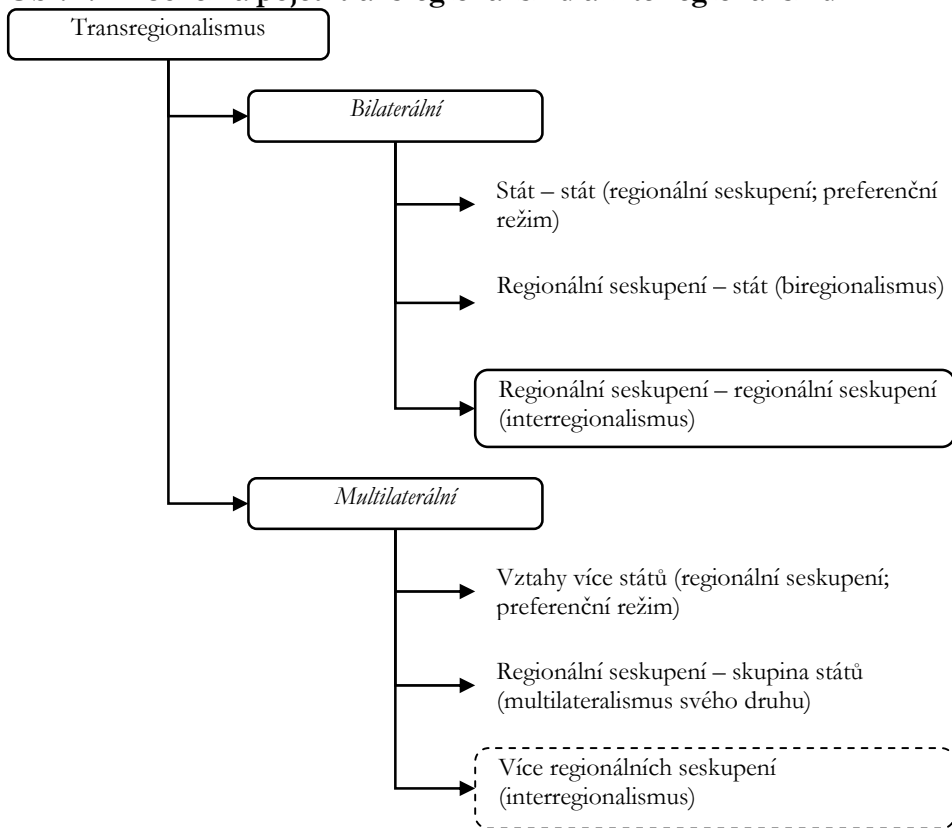 Transregionalismus
Bilaterální
Stát – stát (regionální seskupení; preferenční
režim)
Regionální seskupení – stát (biregionalismus)
Regionální seskupení – regionální seskupení
(interregionalismus)
Multilaterální
Vztahy více států (regionální seskupení;
preferenční režim)
Regionální seskupení – skupina států
(multilateralismus svého druhu)
Více regionálních seskupení
(interregionalismus)